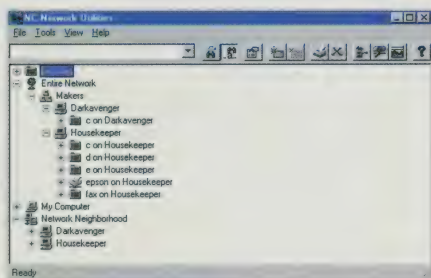 NC Network Utilities
File Tools View Help
Entire Network
Makers
Darkavenger
c on Darkavenger
Housekeeper
c on Housekeeper
d on Housekeeper
e on Housekeeper
epson on Housekeeper
fax on Housekeeper
My Computer
Network Neighborhood
Darkavenger
Housekeeper
Ready